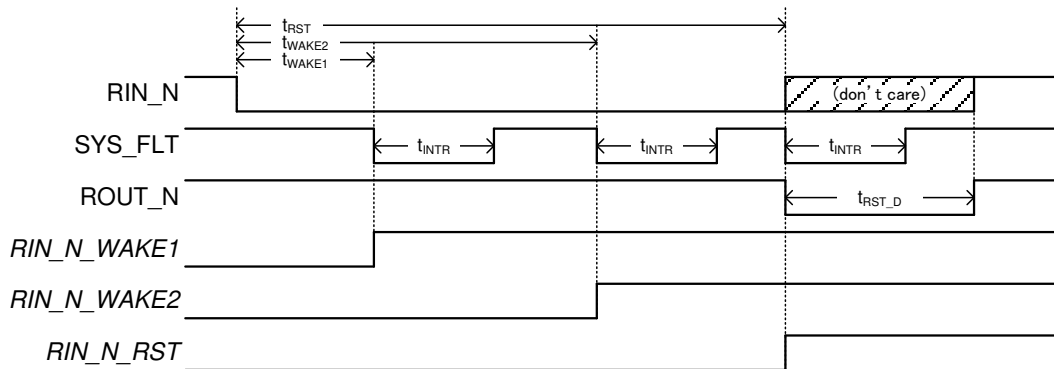 tRST
tWAKE2
tWAKE1
RIN_N
(don't care)
SYS_FLT
tINTR tINTR tINTR
ROUT_N
tRST_D
RIN_N_WAKE1
RIN_N_WAKE2
RIN_N_RST